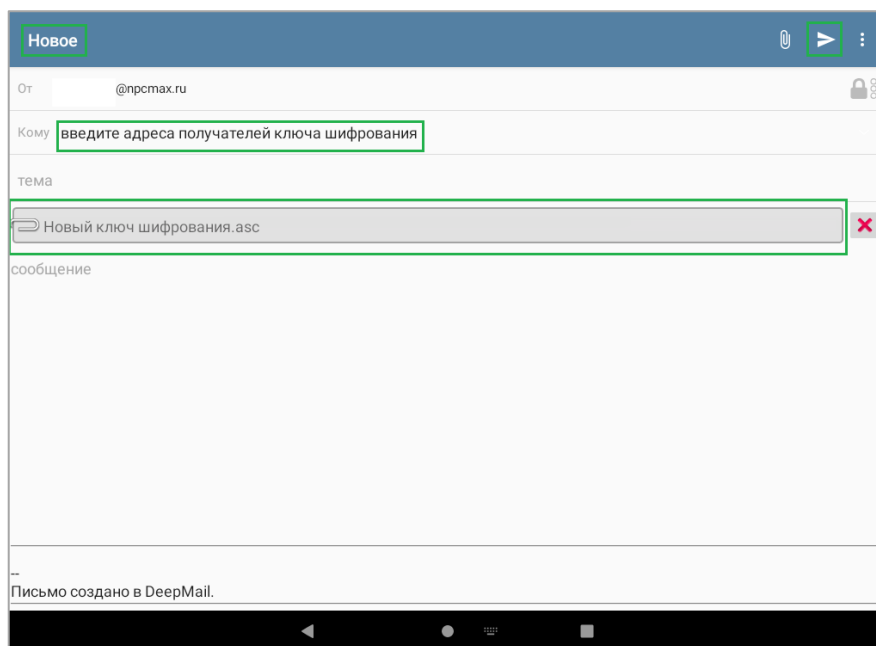 Новое
От @npcmax.ru
Кому введите адреса получателей ключа шифрования
тема
Новый ключ шифрования.asc
сообщение
--
Письмо создано в DeepMail.